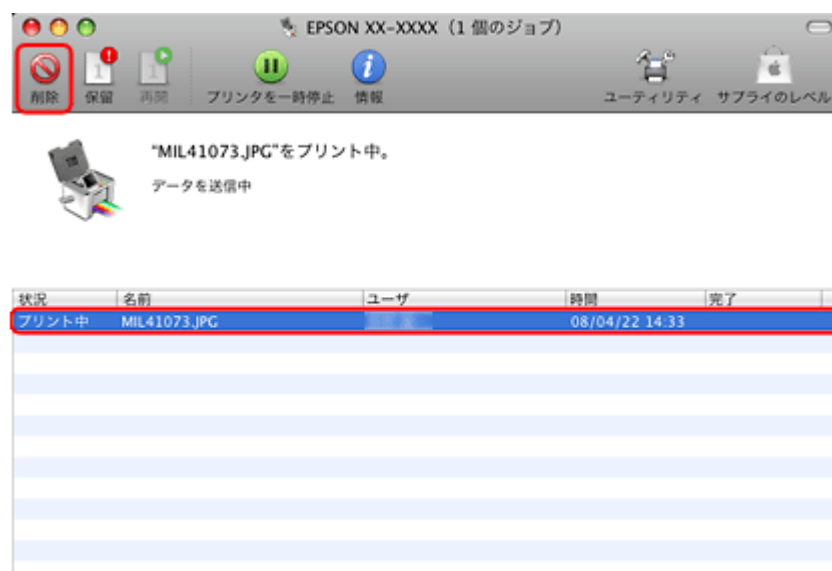 EPSON XX-XXXX（1 個のジョブ）
削除 保留 再開 プリンタを一時停止 情報 ユーティリティ サプライのレベル
"MIL41073.JPG"をプリント中。
データを送信中
状況 名前 ユーザ 時間 完了
プリント中 MIL41073.JPG 08/04/22 14:33